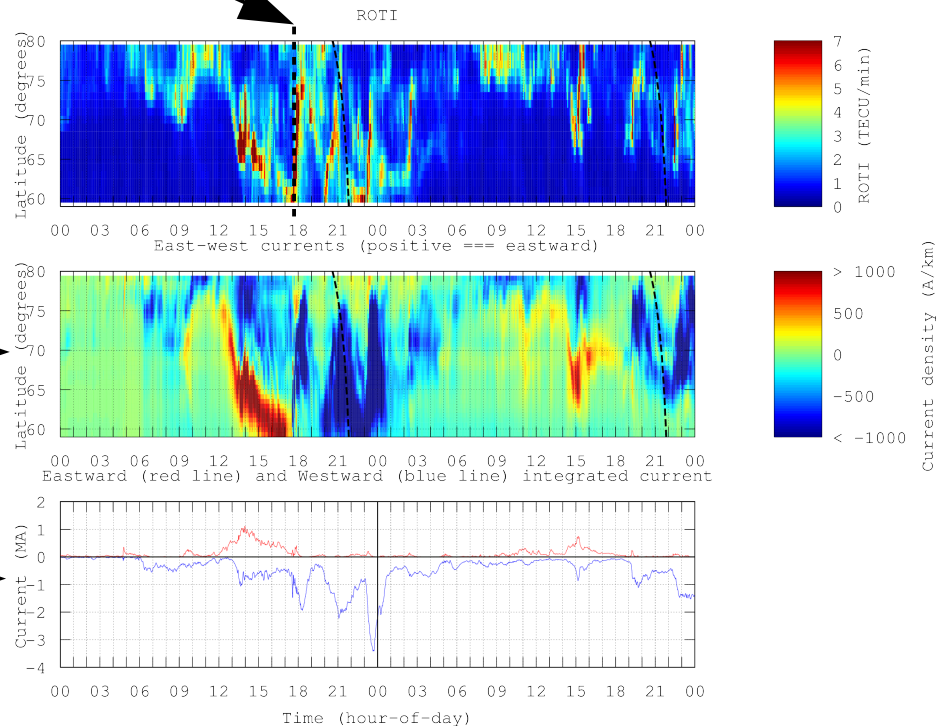 ROTI
80
75
70
65
60
Latitude (degrees)
00 03 06 09 12 15 18 21 00 03 06 09 12 15 18 21 00
7
6
5
4
3
2
1
0
ROTI (TECU/min)
East-west currents (positive === eastward)
80
75
70
65
60
Latitude (degrees)
00 03 06 09 12 15 18 21 00 03 06 09 12 15 18 21 00
> 1000
500
0
-500
< -1000
Current density (A/km)
Eastward (red line) and Westward (blue line) integrated current
2
1
0
-1
-2
-3
-4
Current (MA)
00 03 06 09 12 15 18 21 00 03 06 09 12 15 18 21 00
Time (hour-of-day)